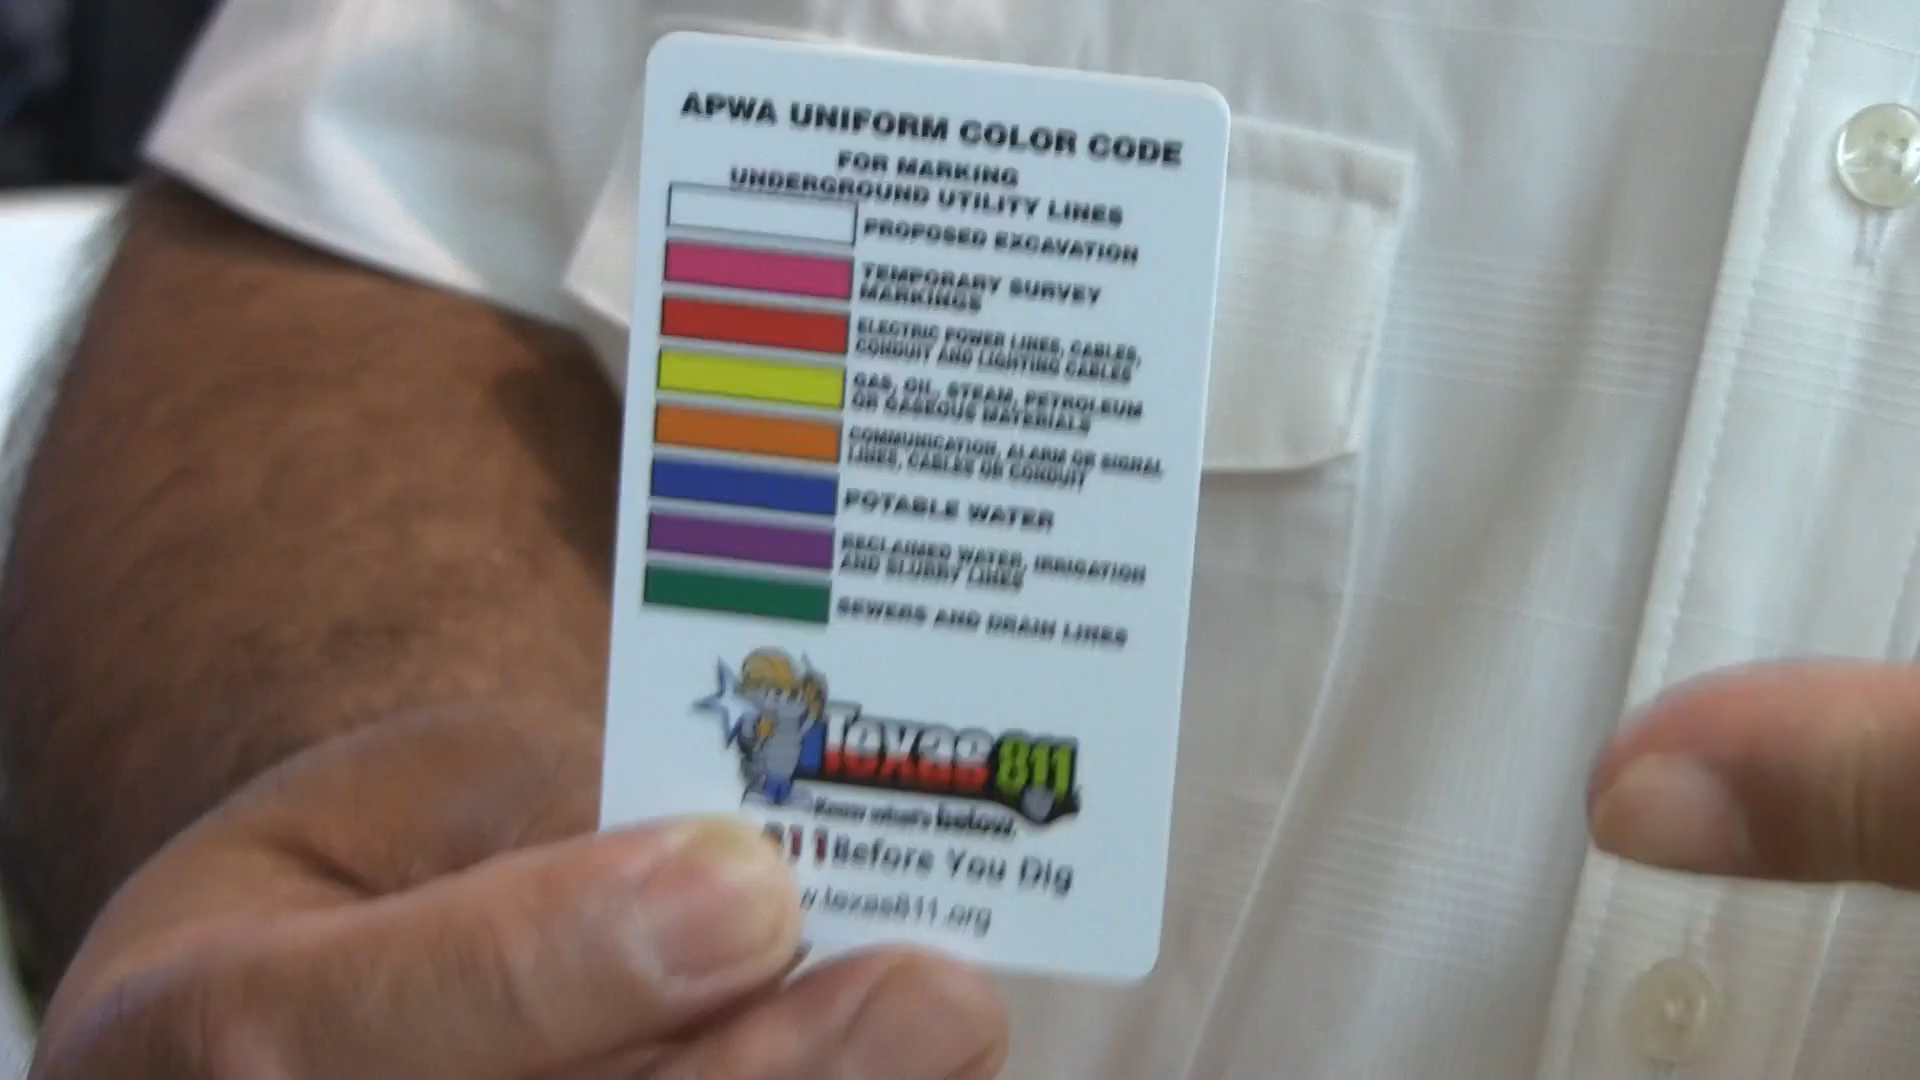 APWA UNIFORM COLOR CODE
FOR MARKING
UNDERGROUND UTILITY LINES
PROPOSED EXCAVATION
TEMPORARY SURVEY
MARKINGS
ELECTRIC POWER LINES, CABLES,
CONDUIT AND LIGHTING CABLES
GAS, OIL, STEAM, PETROLEUM
OR GASEOUS MATERIALS
COMMUNICATION, ALARM OR SIGNAL
LINES, CABLES OR CONDUIT
POTABLE WATER
RECLAIMED WATER, IRRIGATION
AND SLURRY LINES
SEWERS AND DRAIN LINES
Texas 811
Know what's below.
11 Before You Dig
.texas811.org